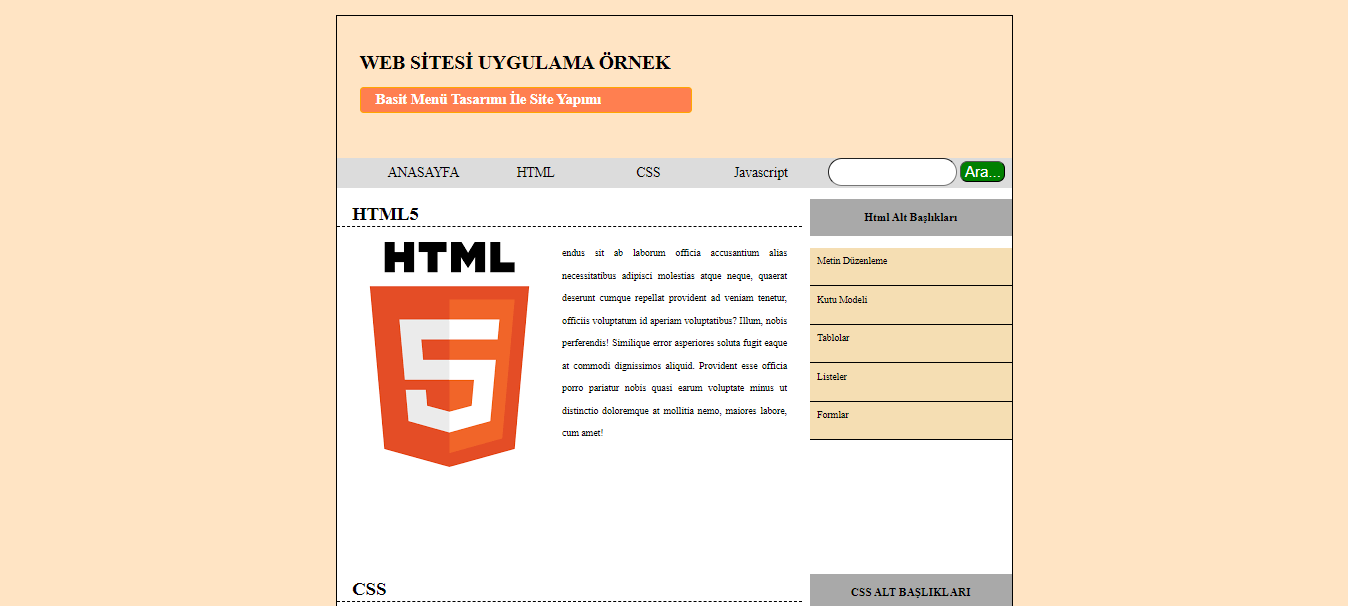 WEB SİTESİ UYGULAMA ÖRNEK
Basit Menü Tasarımı İle Site Yapımı
ANASAYFA HTML CSS Javascript Ara...
HTML5
HTML
5
endus sit ab laborum officia accusantium alias
necessitatibus adipisci molestias atque neque, quaerat
deserunt cumque repellat provident ad veniam tenetur,
officiis voluptatum id aperiam voluptatibus? Illum, nobis
perferendis! Similique error asperiores soluta fugit eaque
at commodi dignissimos aliquid. Provident esse officia
porro pariatur nobis quasi earum voluptate minus ut
distinctio doloremque at mollitia nemo, maiores labore,
cum amet!
Html Alt Başlıkları
Metin Düzenleme
Kutu Modeli
Tablolar
Listeler
Formlar
CSS
CSS ALT BAŞLIKLARI